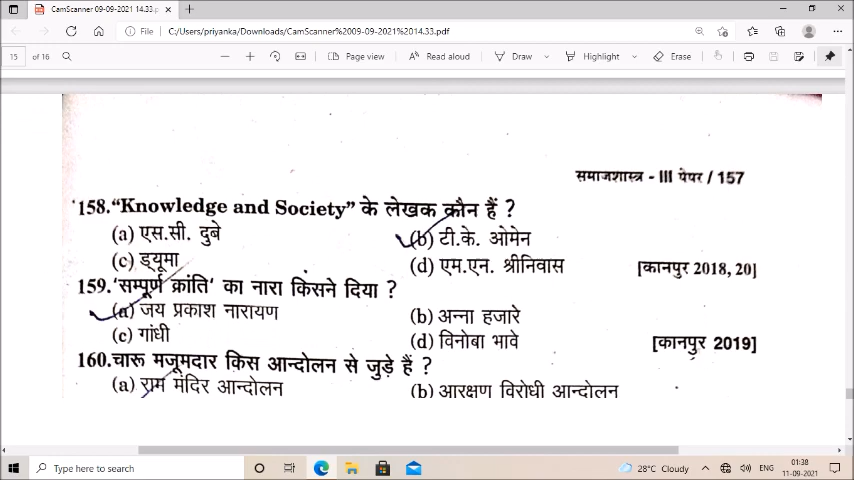 CamScanner 09-09-2021 14.33.pdf
File
C:/Users/priyanka/Downloads/CamScanner%2009-09-2021%2014.33.pdf
15 of 16
Page view
Read aloud
Draw
Highlight
Erase
समाजशास्त्र - III पेपर / 157
158. “Knowledge and Society” के लेखक कौन हैं ?
(a) एस.सी. दुबे (b) टी.के. ओमेन
(c) ड्यूमा (d) एम.एन. श्रीनिवास [कानपुर 2018, 20]
159. ‘सम्पूर्ण क्रांति‘ का नारा किसने दिया ?
(a) जय प्रकाश नारायण (b) अन्ना हजारे
(c) गांधी (d) विनोबा भावे [कानपुर 2019]
160. चारू मजूमदार किस आन्दोलन से जुड़े हैं ?
(a) राम मंदिर आन्दोलन (b) आरक्षण विरोधी आन्दोलन
Type here to search
28°C Cloudy
ENG
01:38
11-09-2021